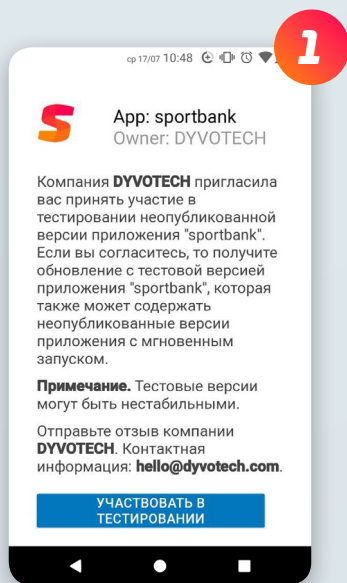 1
ср 17/07 10:48
App: sportbank
Owner: DYVOTECH
Компания DYVOTECH пригласила
вас принять участие в
тестировании неопубликованной
версии приложения "sportbank".
Если вы согласитесь, то получите
обновление с тестовой версией
приложения "sportbank", которая
также может содержать
неопубликованные версии
приложения с мгновенным
запуском.
Примечание. Тестовые версии
могут быть нестабильными.
Отправьте отзыв компании
DYVOTECH. Контактная
информация: hello@dyvotech.com.
УЧАСТВОВАТЬ В
ТЕСТИРОВАНИИ